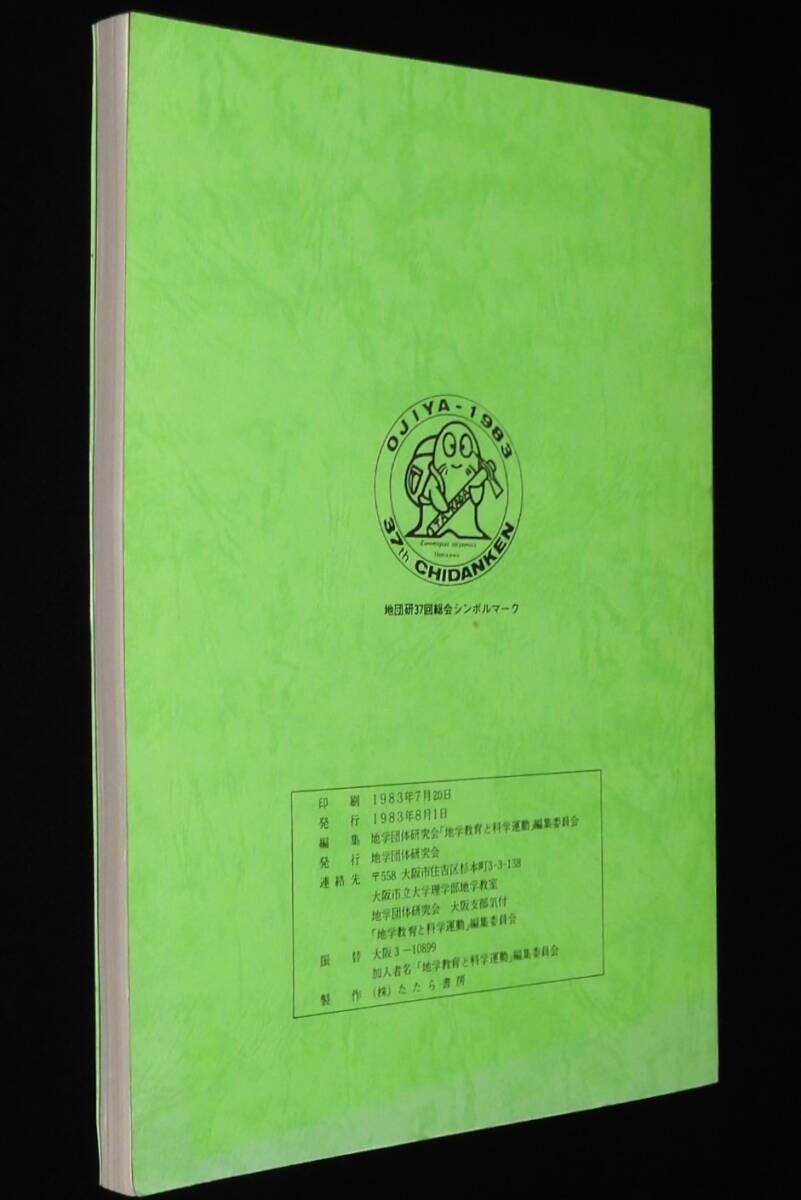 OJIYA - 1983
37th CHIDANKEN
地団研37回総会シンボルマーク
印刷 1983年7月20日
発行 1983年8月1日
編集 地学団体研究会「地学教育と科学運動」編集委員会
発行 地学団体研究会
連絡先 〒558 大阪市住吉区杉本町3-3-138
大阪市立大学理学部地学教室
地学団体研究会 大阪支部気付
「地学教育と科学運動」編集委員会
振替 大阪3-10899
加入者名「地学教育と科学運動」編集委員会
製作 (株)たたら書房